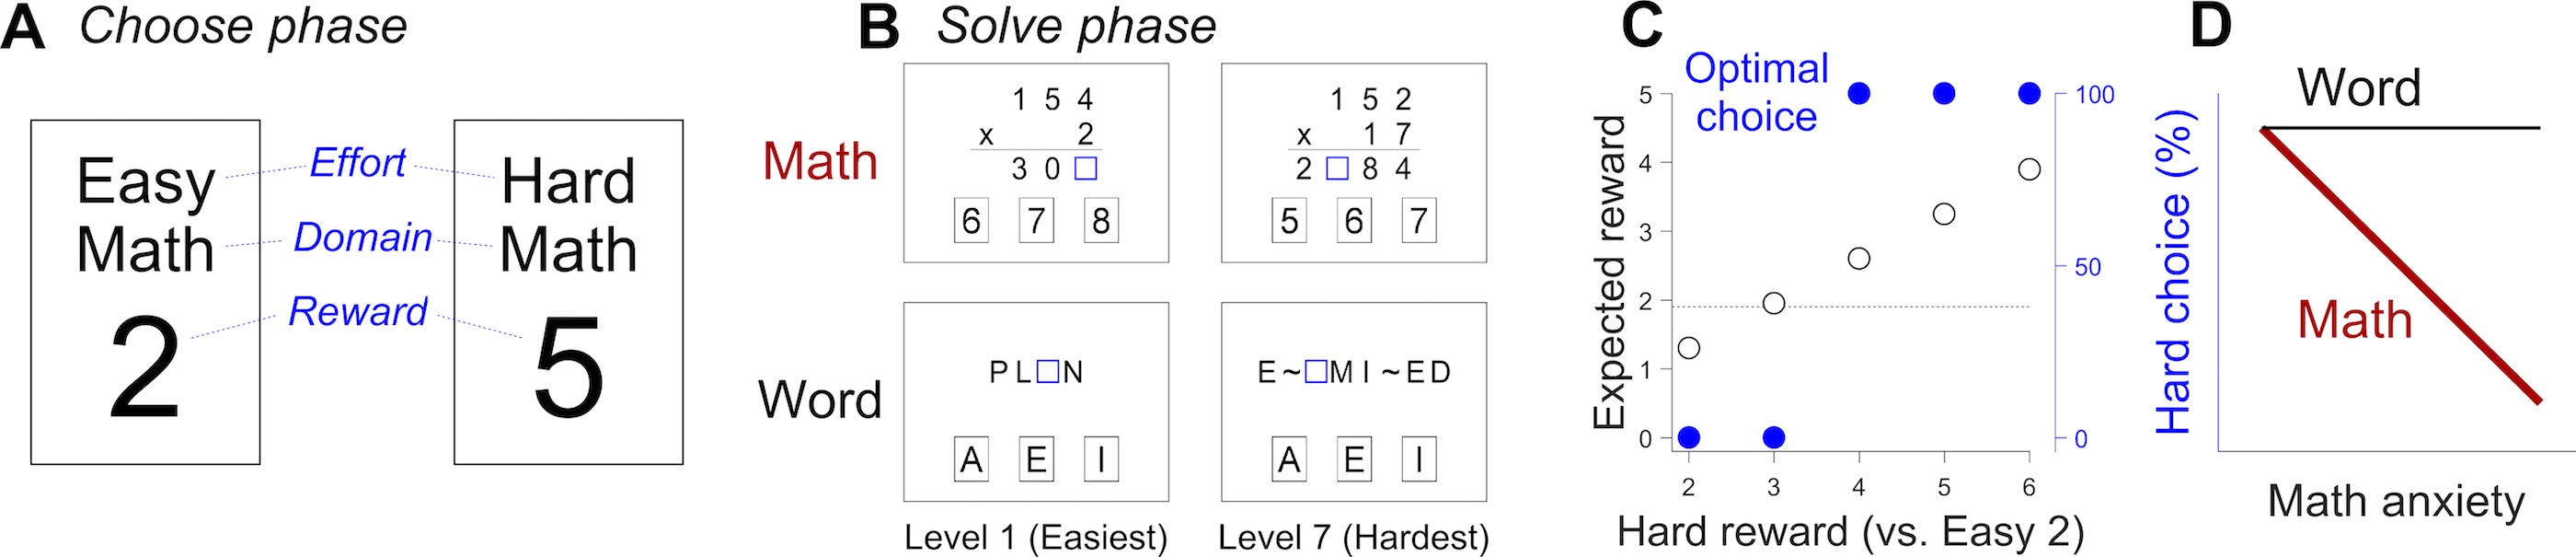 A Choose phase
Easy
Math
2
Effort
Domain
Reward
Hard
Math
5
B Solve phase
Math
1 5 4
x 2
3 0 □
6 7 8
1 5 2
x 1 7
2 □ 8 4
5 6 7
Word
P L □ N
A E I
E ~ □ M I ~ E D
A E I
Level 1 (Easiest)
Level 7 (Hardest)
C
Optimal
choice
Expected reward
5
4
3
2
1
0
100
50
0
2 3 4 5 6
Hard reward (vs. Easy 2)
D
Hard choice (%)
Word
Math
Math anxiety